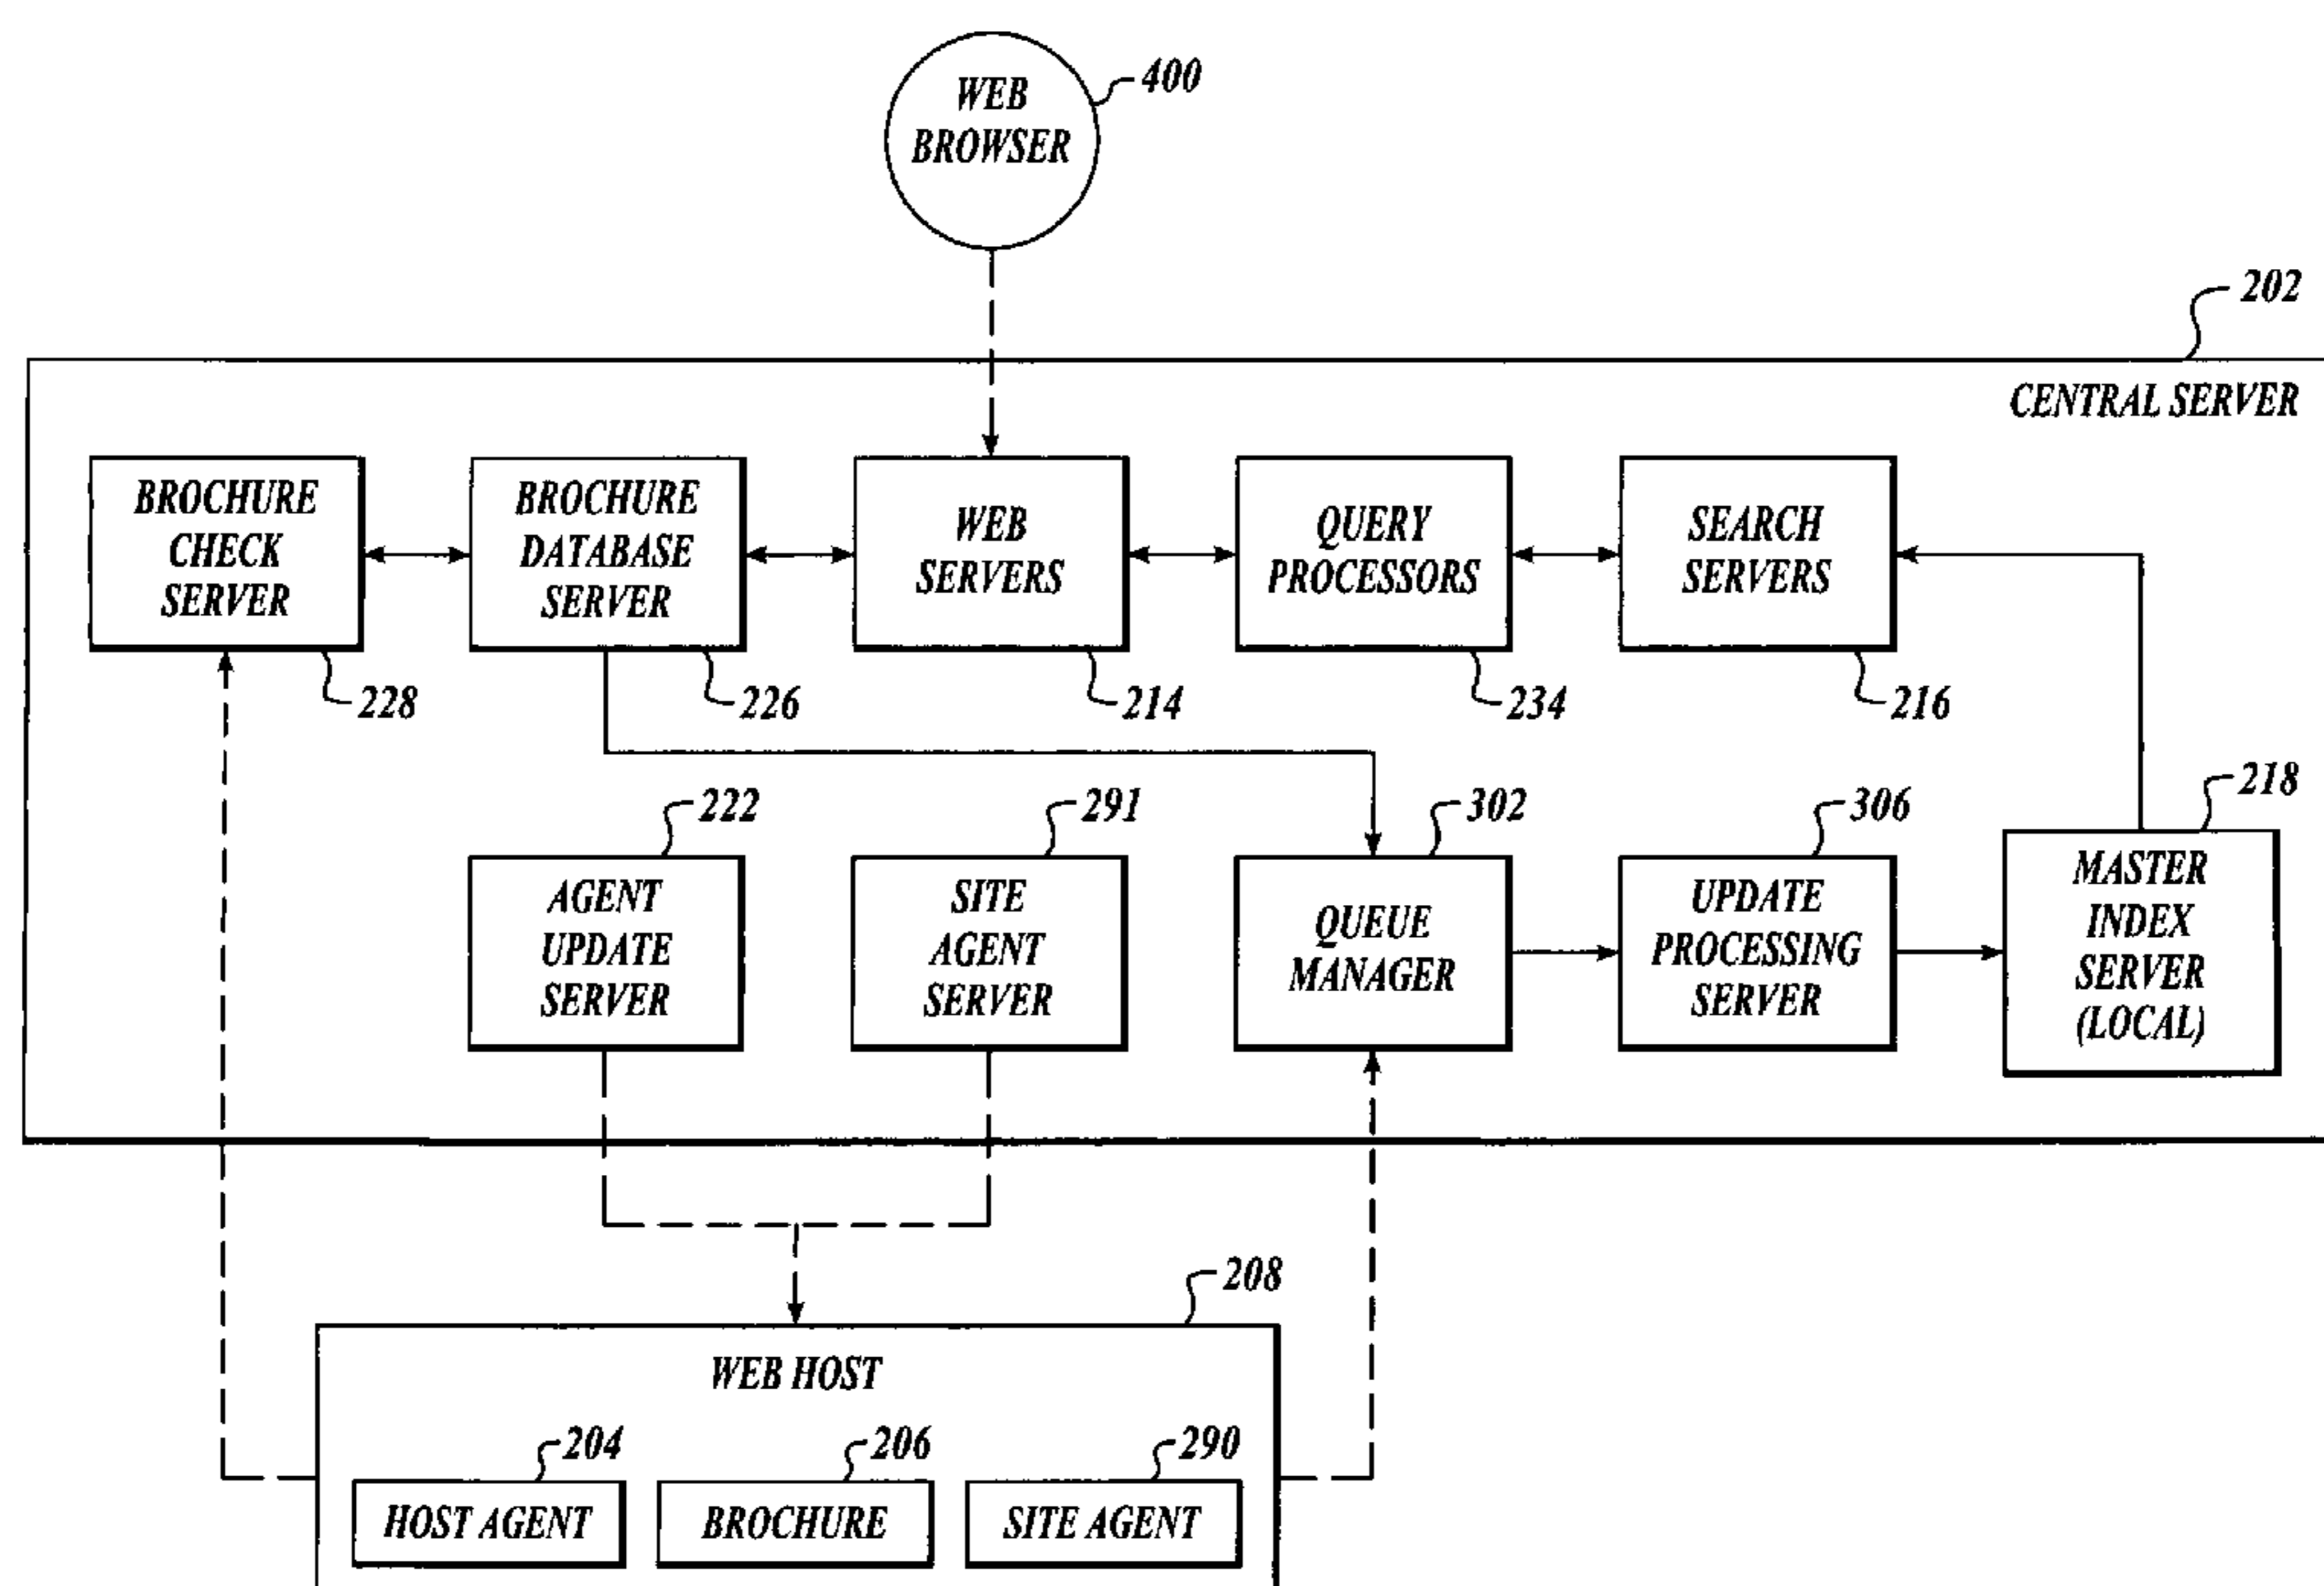 WEB
BROWSER
400
202
CENTRAL SERVER
BROCHURE
CHECK
SERVER
228
BROCHURE
DATABASE
SERVER
226
WEB
SERVERS
214
QUERY
PROCESSORS
234
SEARCH
SERVERS
216
222
AGENT
UPDATE
SERVER
291
SITE
AGENT
SERVER
302
QUEUE
MANAGER
306
UPDATE
PROCESSING
SERVER
218
MASTER
INDEX
SERVER
(LOCAL)
208
WEB HOST
204
HOST AGENT
206
BROCHURE
290
SITE AGENT